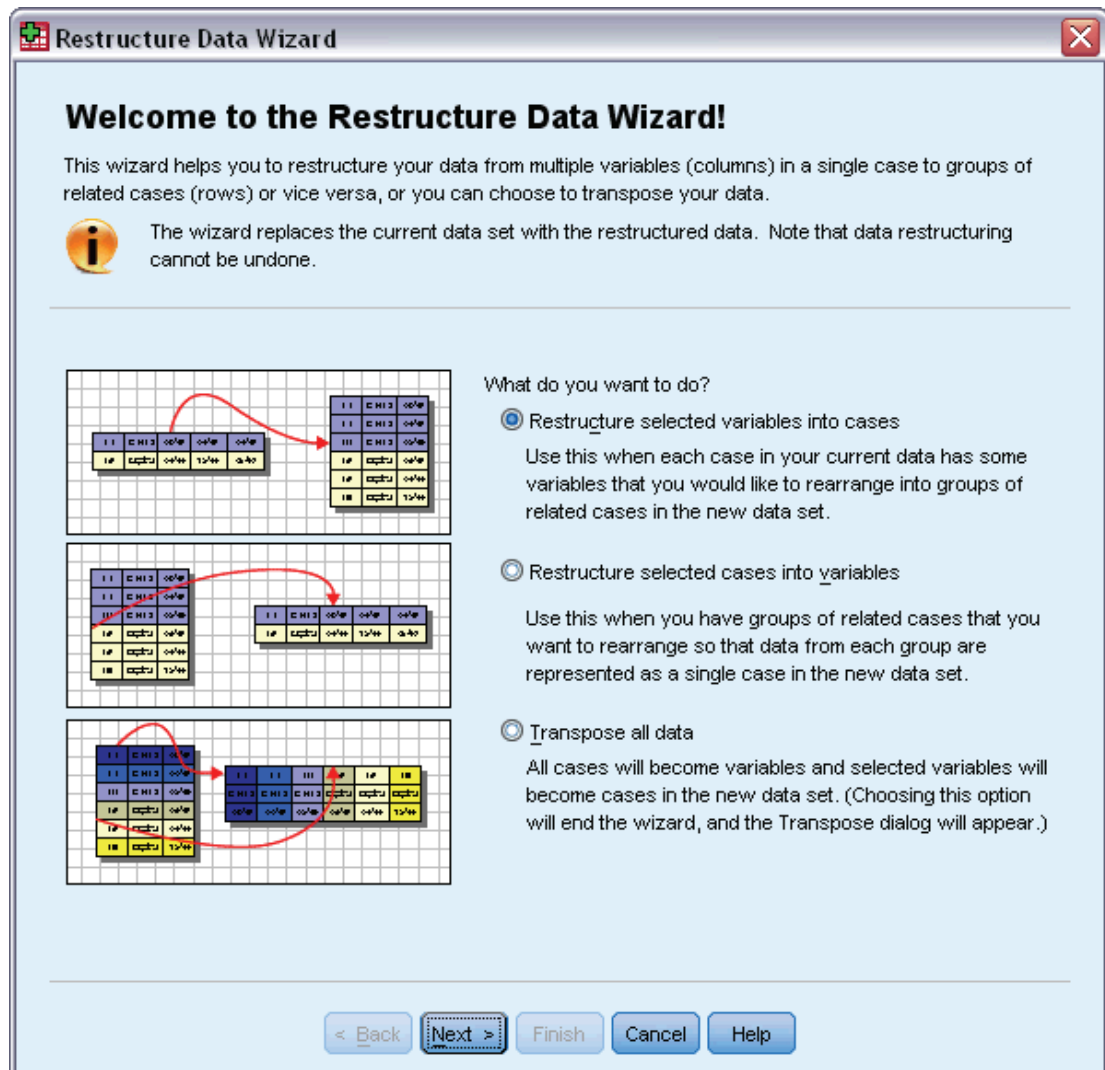 Restructure Data Wizard
Welcome to the Restructure Data Wizard!
This wizard helps you to restructure your data from multiple variables (columns) in a single case to groups of
related cases (rows) or vice versa, or you can choose to transpose your data.
The wizard replaces the current data set with the restructured data. Note that data restructuring
cannot be undone.
What do you want to do?
Restructure selected variables into cases
Use this when each case in your current data has some
variables that you would like to rearrange into groups of
related cases in the new data set.
Restructure selected cases into variables
Use this when you have groups of related cases that you
want to rearrange so that data from each group are
represented as a single case in the new data set.
Transpose all data
All cases will become variables and selected variables will
become cases in the new data set. (Choosing this option
will end the wizard, and the Transpose dialog will appear.)
< Back
Next >
Finish
Cancel
Help